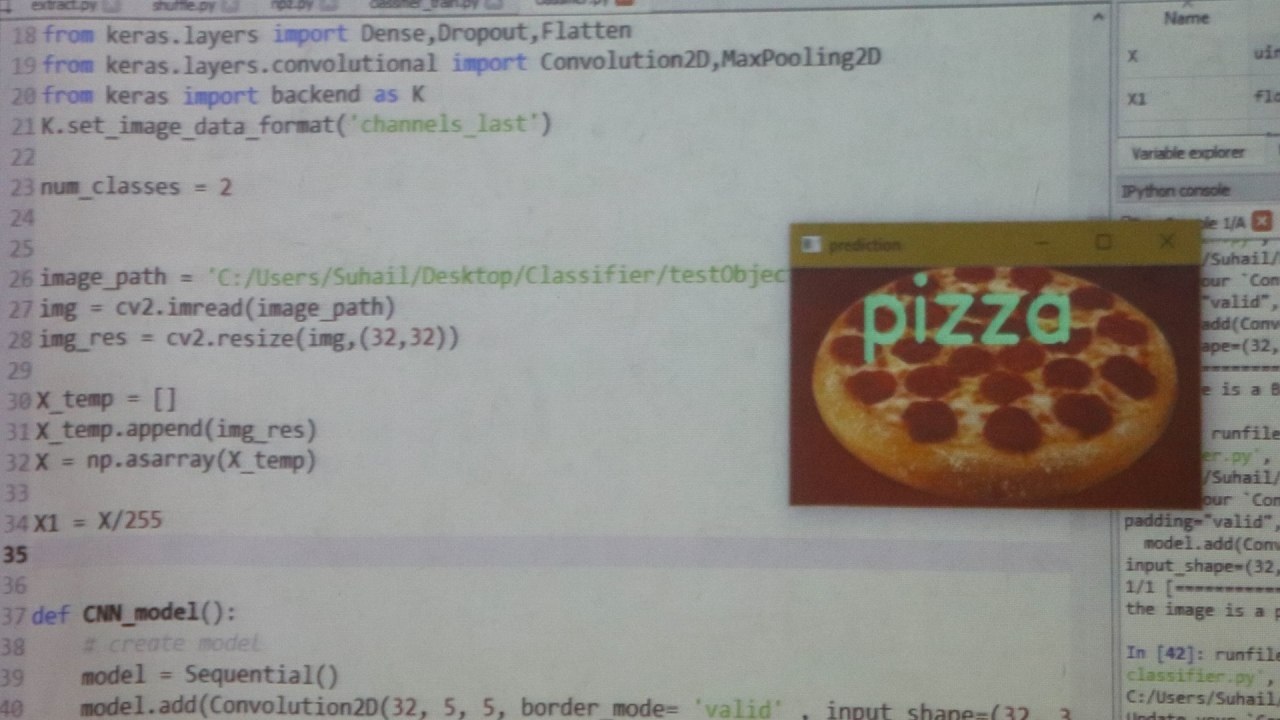 extract.py shuffle.py npz.py classifier_train.py classifier.py
18 from keras.layers import Dense,Dropout,Flatten
19 from keras.layers.convolutional import Convolution2D,MaxPooling2D
20 from keras import backend as K
21 K.set_image_data_format('channels_last')
22
23 num_classes = 2
24
25
26 image_path = 'C:/Users/Suhail/Desktop/Classifier/testObjec
27 img = cv2.imread(image_path)
28 img_res = cv2.resize(img,(32,32))
29
30 X_temp = []
31 X_temp.append(img_res)
32 X = np.asarray(X_temp)
33
34 X1 = X/255
35
36
37 def CNN_model():
38 # create model
39 model = Sequential()
40 model.add(Convolution2D(32, 5, 5, border_mode= 'valid' , input_shape=(32, 3
prediction
pizza
Name
X
X1
Variable explorer
IPython console
1/A
/Suhail/
our `Con
"valid",
add(Conv
ape=(32,
e is a
runfile
er.py',
/Suhail/
our `Con
padding="valid",
model.add(Conv
input_shape=(32,
1/1 [===========
the image is a p
In [42]: runfile
classifier.py',
C:/Users/Suhail